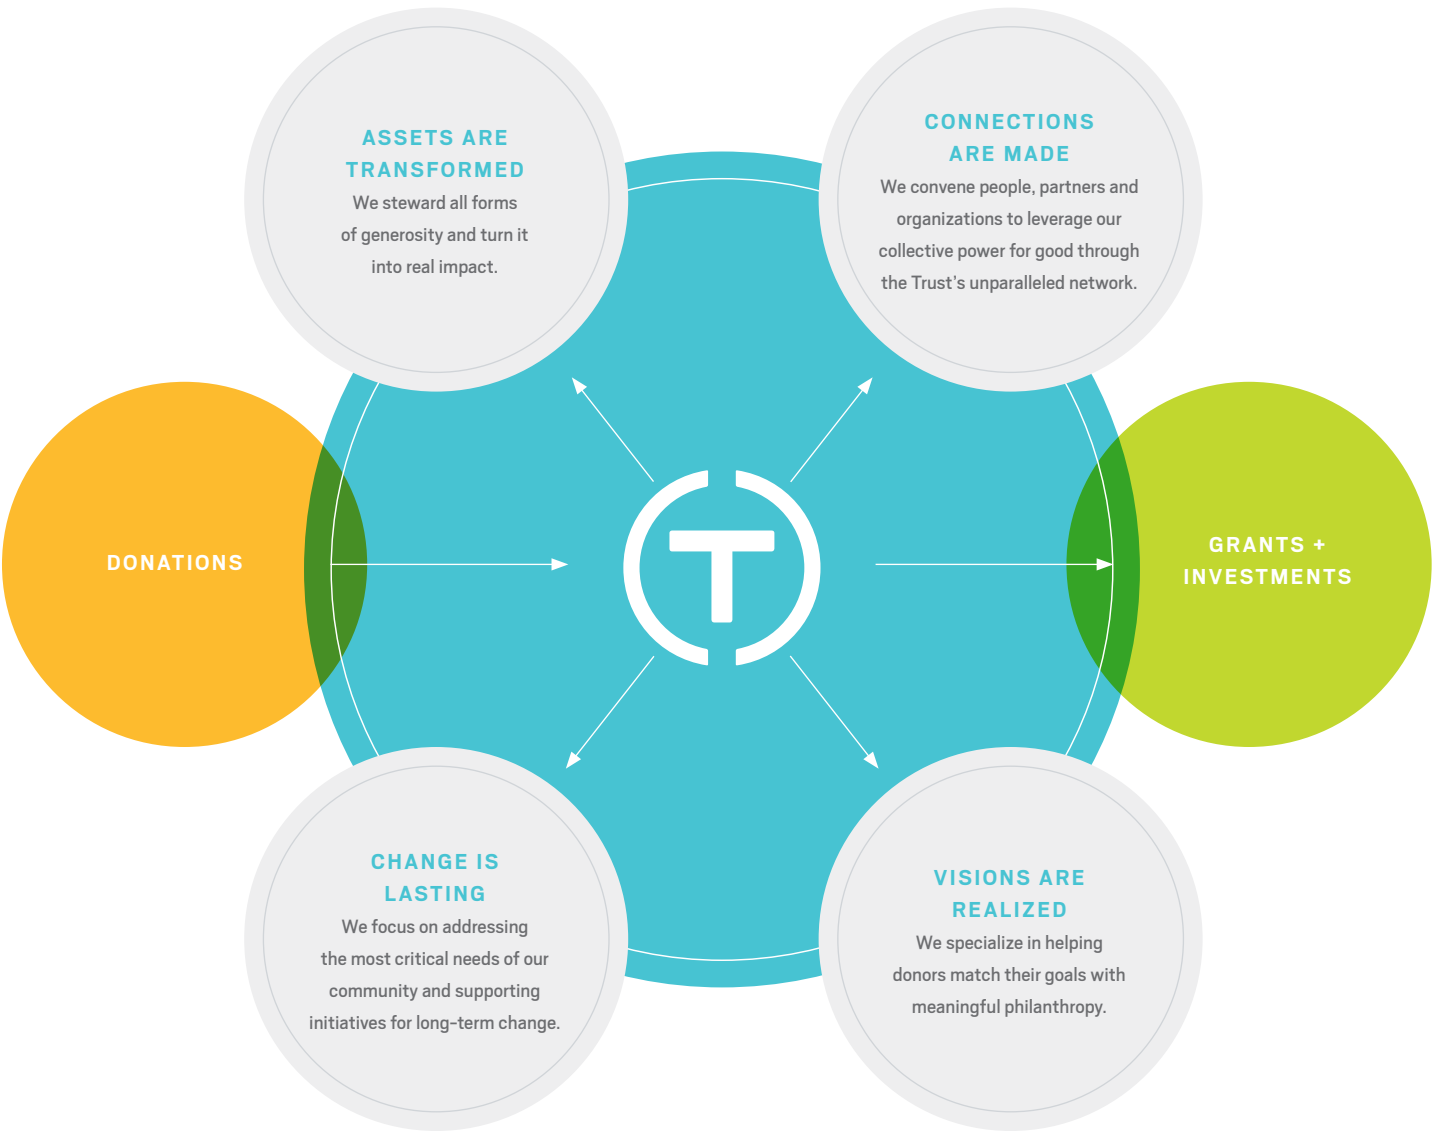 ASSETS ARE
TRANSFORMED
We steward all forms
of generosity and turn it
into real impact.
CONNECTIONS
ARE MADE
We convene people, partners and
organizations to leverage our
collective power for good through
the Trust's unparalleled network.
DONATIONS
T
GRANTS +
INVESTMENTS
CHANGE IS
LASTING
We focus on addressing
the most critical needs of our
community and supporting
initiatives for long-term change.
VISIONS ARE
REALIZED
We specialize in helping
donors match their goals with
meaningful philanthropy.